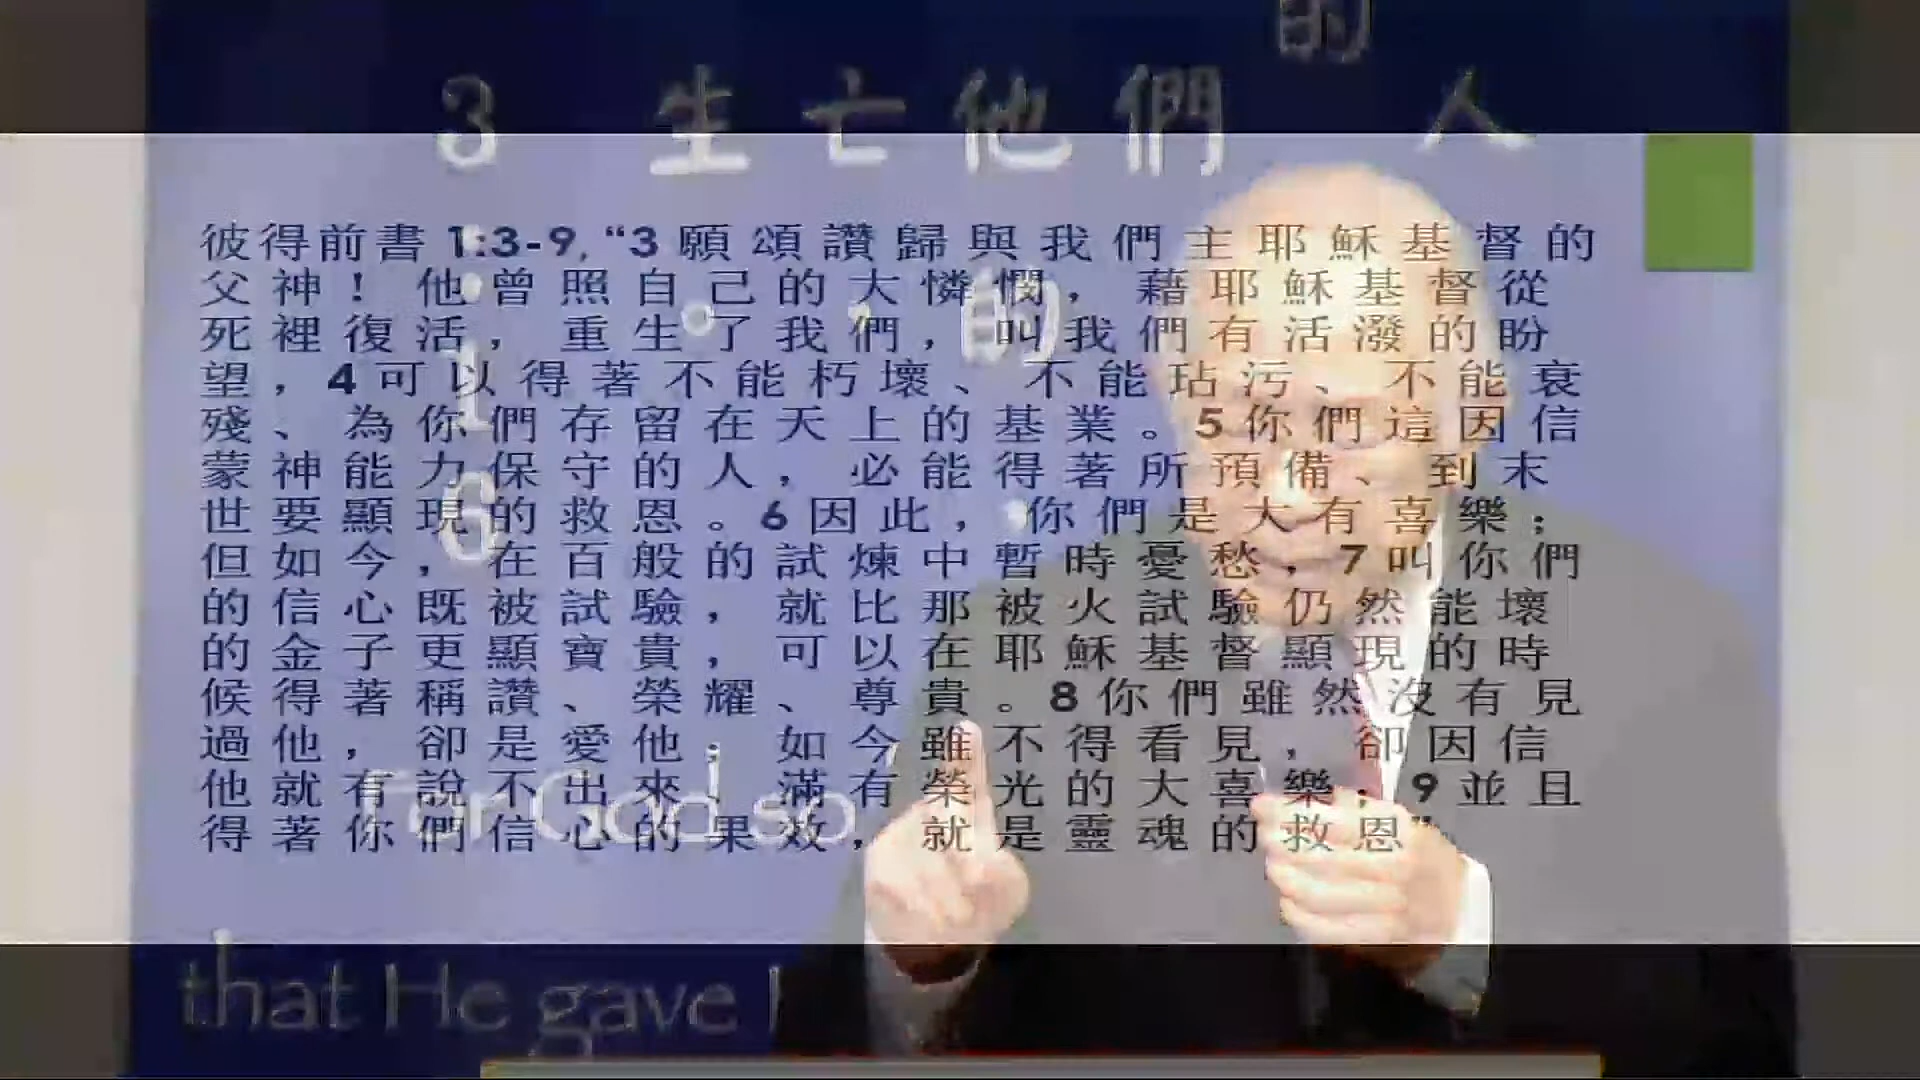 的
3 生亡他們 人
彼得前書 1:3-9, “3 願頌讚歸與我們主耶穌基督的
父神！他曾照自己的大憐憫，藉耶穌基督從
死裡復活，重生了我們，叫我們有活潑的盼
望，4 可以得著不能朽壞、不能玷污、不能衰
殘、為你們存留在天上的基業。5 你們這因信
蒙神能力保守的人，必能得著所預備、到末
世要顯現的救恩。6 因此，你們是大有喜樂；
但如今，在百般的試煉中暫時憂愁，7 叫你們
的信心既被試驗，就比那被火試驗仍然能壞
的金子更顯寶貴，可以在耶穌基督顯現的時
候得著稱讚、榮耀、尊貴。8 你們雖然沒有見
過他，卻是愛他；如今雖不得看見，卻因信
他就有說不出來、滿有榮光的大喜樂；9 並且
得著你們信心的果效，就是靈魂的救恩”
:
的
16
For God so
that He gave